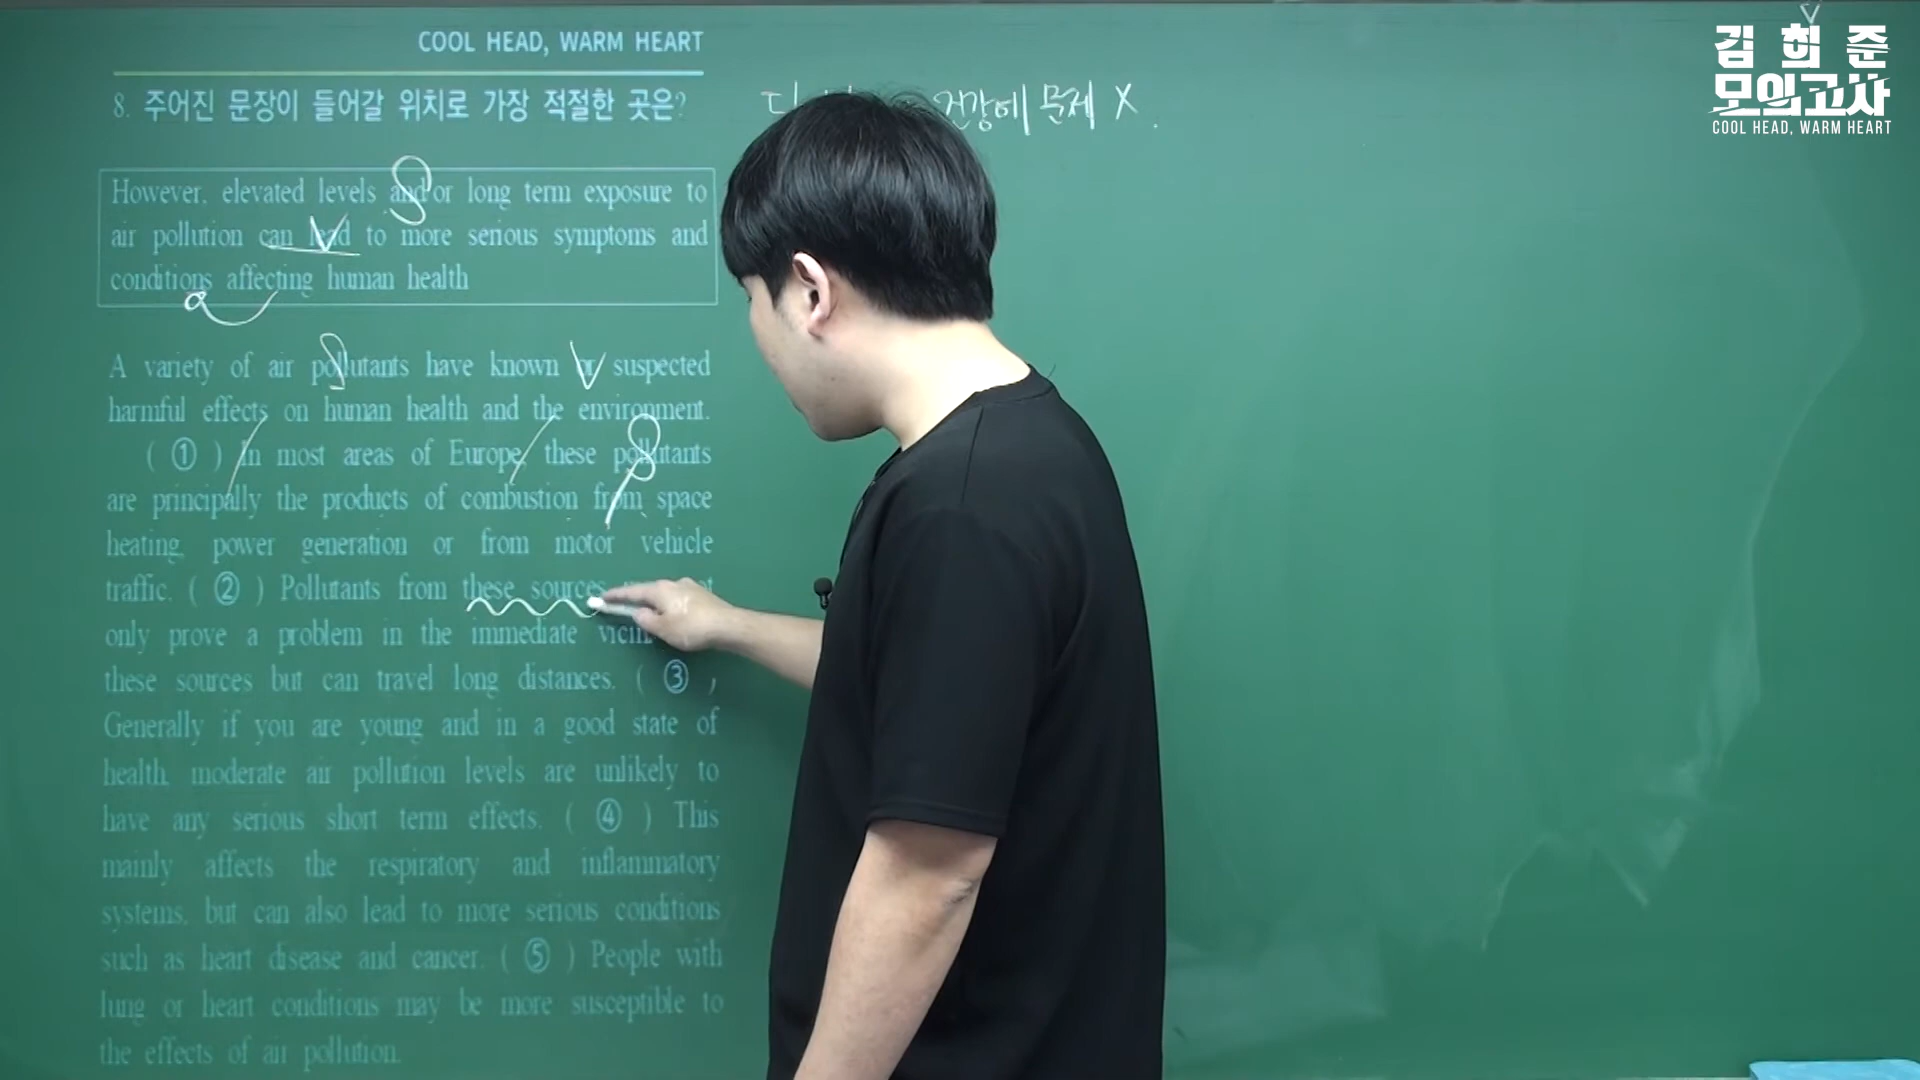 COOL HEAD, WARM HEART
8. 주어진 문장이 들어갈 위치로 가장 적절한 곳은?
However, elevated levels and/or long term exposure to
air pollution can lead to more serious symptoms and
conditions affecting human health
A variety of air pollutants have known or suspected
harmful effects on human health and the environment.
( ① ) In most areas of Europe, these pollutants
are principally the products of combustion from space
heating, power generation or from motor vehicle
traffic. ( ② ) Pollutants from these sources
only prove a problem in the immediate
these sources but can travel long distances. ( ③ )
Generally if you are young and in a good state of
health, moderate air pollution levels are unlikely to
have any serious short term effects. ( ④ ) This
mainly affects the respiratory and inflammatory
systems, but can also lead to more serious conditions
such as heart disease and cancer. ( ⑤ ) People with
lung or heart conditions may be more susceptible to
the effects of air pollution.
건강에 문제 X.
김희준
모의고사
COOL HEAD, WARM HEART